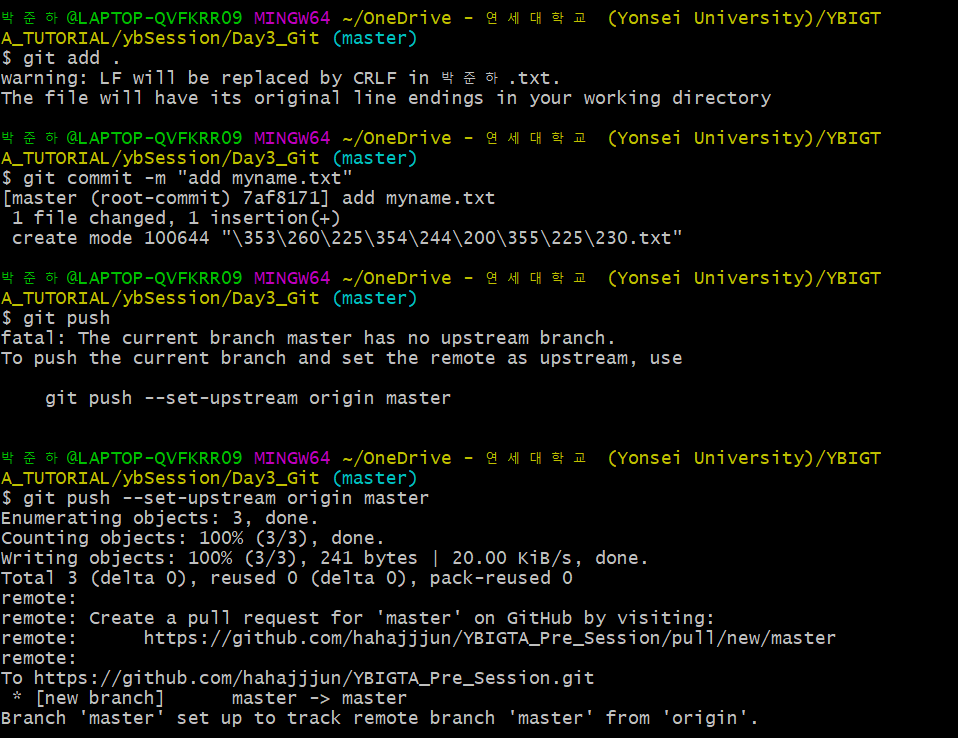 박준하@LAPTOP-QVFKRRO9 MINGW64 ~/OneDrive - 연세대학교 (Yonsei University)/YBIGT
A_TUTORIAL/ybSession/Day3_Git (master)
$ git add .
warning: LF will be replaced by CRLF in 박준하.txt.
The file will have its original line endings in your working directory
박준하@LAPTOP-QVFKRRO9 MINGW64 ~/OneDrive - 연세대학교 (Yonsei University)/YBIGT
A_TUTORIAL/ybSession/Day3_Git (master)
$ git commit -m "add myname.txt"
[master (root-commit) 7af8171] add myname.txt
 1 file changed, 1 insertion(+)
 create mode 100644 "\353\260\225\354\244\200\355\225\230.txt"
박준하@LAPTOP-QVFKRRO9 MINGW64 ~/OneDrive - 연세대학교 (Yonsei University)/YBIGT
A_TUTORIAL/ybSession/Day3_Git (master)
$ git push
fatal: The current branch master has no upstream branch.
To push the current branch and set the remote as upstream, use
    git push --set-upstream origin master
박준하@LAPTOP-QVFKRRO9 MINGW64 ~/OneDrive - 연세대학교 (Yonsei University)/YBIGT
A_TUTORIAL/ybSession/Day3_Git (master)
$ git push --set-upstream origin master
Enumerating objects: 3, done.
Counting objects: 100% (3/3), done.
Writing objects: 100% (3/3), 241 bytes | 20.00 KiB/s, done.
Total 3 (delta 0), reused 0 (delta 0), pack-reused 0
remote:
remote: Create a pull request for 'master' on GitHub by visiting:
remote:      https://github.com/hahajjjun/YBIGTA_Pre_Session/pull/new/master
remote:
To https://github.com/hahajjjun/YBIGTA_Pre_Session.git
 * [new branch]      master -> master
Branch 'master' set up to track remote branch 'master' from 'origin'.